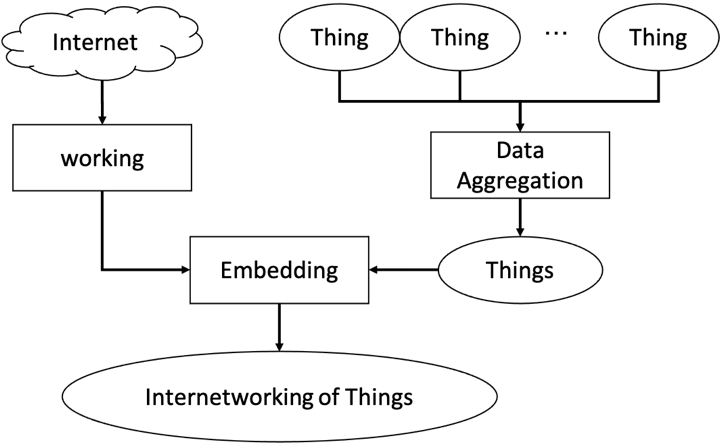 Internet
Thing
Thing
...
Thing
working
Data
Aggregation
Embedding
Things
Internetworking of Things